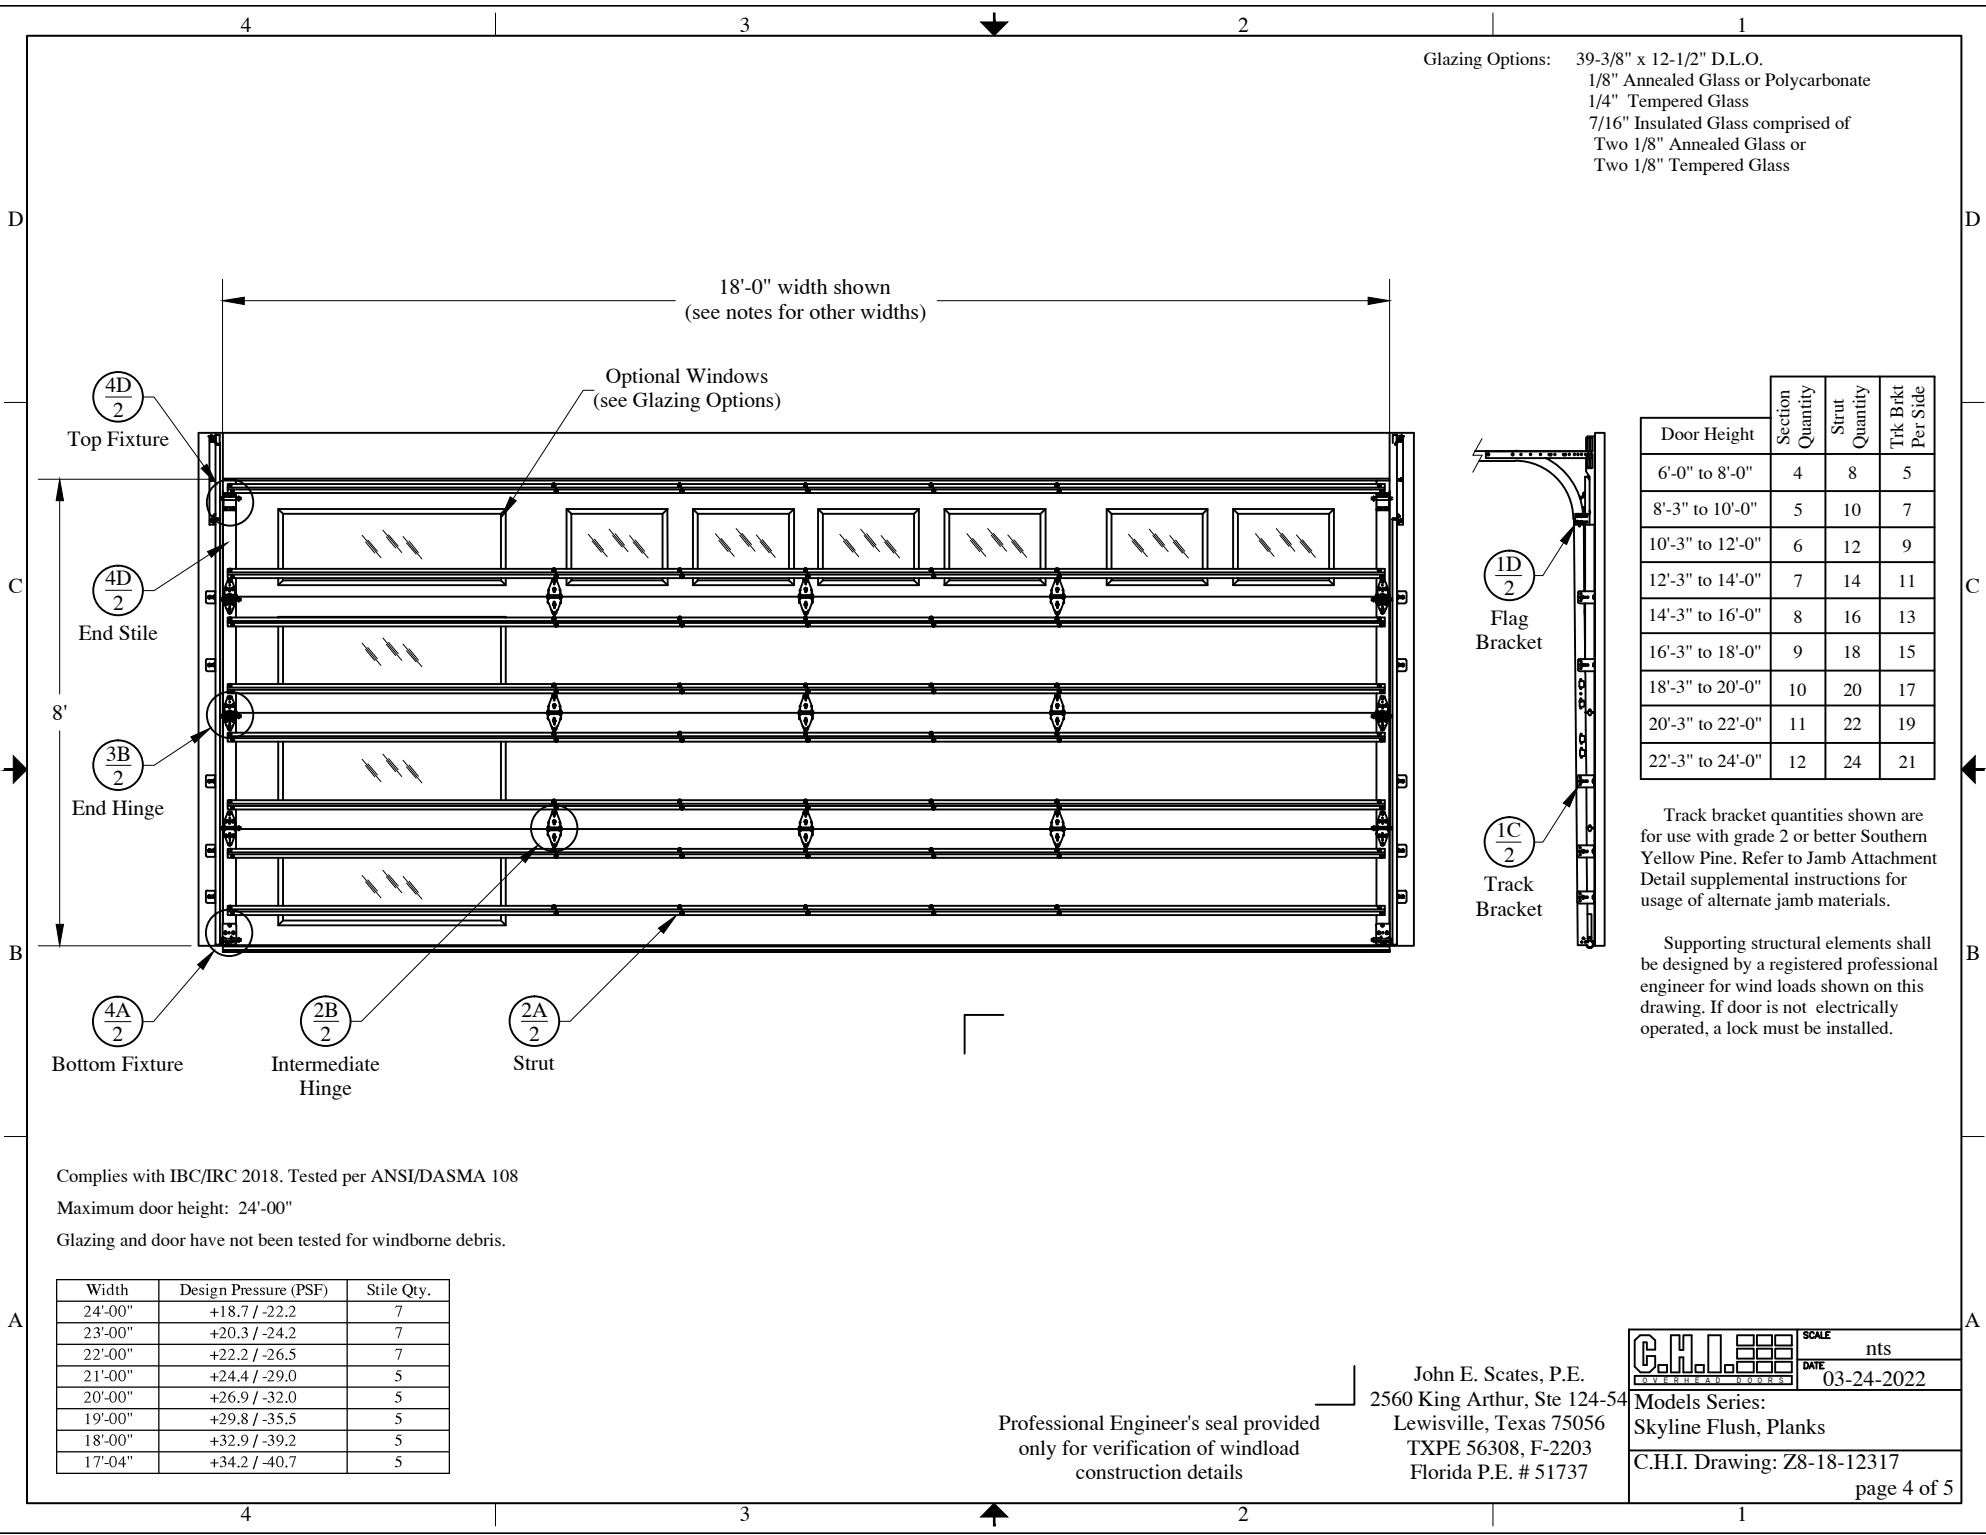 4 3 2 1
Glazing Options: 39-3/8" x 12-1/2" D.L.O.
1/8" Annealed Glass or Polycarbonate
1/4" Tempered Glass
7/16" Insulated Glass comprised of
Two 1/8" Annealed Glass or
Two 1/8" Tempered Glass
D D
18'-0" width shown
(see notes for other widths)
Optional Windows
(see Glazing Options)
4D
2
Top Fixture
4D
2
End Stile
C C
8'
3B
2
End Hinge
1D
2
Flag
Bracket
1C
2
Track
Bracket
B B
4A
2
Bottom Fixture
2B
2
Intermediate
Hinge
2A
2
Strut
Door Height Section Quantity Strut Quantity Trk Brkt Per Side
6'-0" to 8'-0" 4 8 5
8'-3" to 10'-0" 5 10 7
10'-3" to 12'-0" 6 12 9
12'-3" to 14'-0" 7 14 11
14'-3" to 16'-0" 8 16 13
16'-3" to 18'-0" 9 18 15
18'-3" to 20'-0" 10 20 17
20'-3" to 22'-0" 11 22 19
22'-3" to 24'-0" 12 24 21
Track bracket quantities shown are
for use with grade 2 or better Southern
Yellow Pine. Refer to Jamb Attachment
Detail supplemental instructions for
usage of alternate jamb materials.
Supporting structural elements shall
be designed by a registered professional
engineer for wind loads shown on this
drawing. If door is not electrically
operated, a lock must be installed.
Complies with IBC/IRC 2018. Tested per ANSI/DASMA 108
Maximum door height: 24'-00"
Glazing and door have not been tested for windborne debris.
Width Design Pressure (PSF) Stile Qty.
24'-00" +18.7 / -22.2 7
23'-00" +20.3 / -24.2 7
22'-00" +22.2 / -26.5 7
21'-00" +24.4 / -29.0 5
20'-00" +26.9 / -32.0 5
19'-00" +29.8 / -35.5 5
18'-00" +32.9 / -39.2 5
17'-04" +34.2 / -40.7 5
A A
Professional Engineer's seal provided
only for verification of windload
construction details
John E. Scates, P.E.
2560 King Arthur, Ste 124-54
Lewisville, Texas 75056
TXPE 56308, F-2203
Florida P.E. # 51737
C.H.I.
OVERHEAD DOORS
SCALE
nts
DATE
03-24-2022
Models Series:
Skyline Flush, Planks
C.H.I. Drawing: Z8-18-12317
page 4 of 5
4 3 2 1